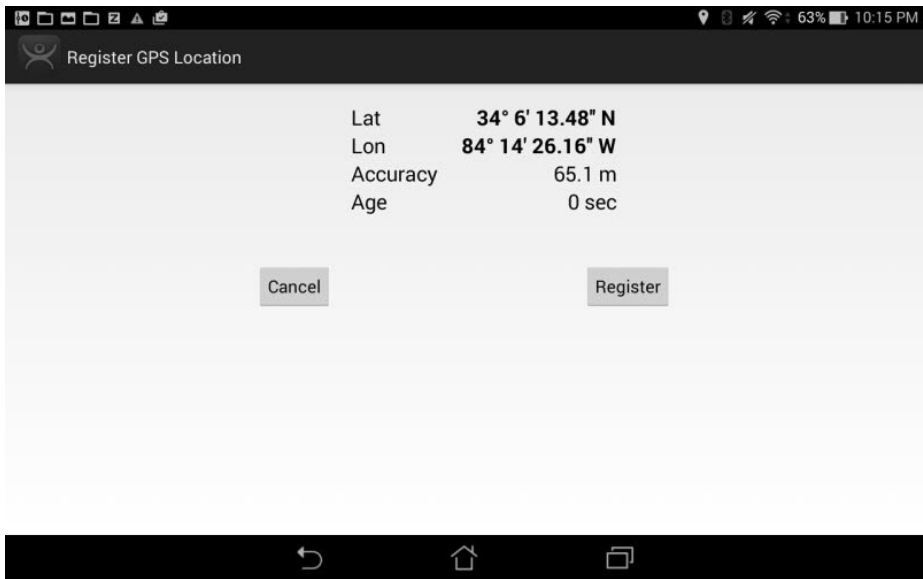 63% 10:15 PM
Register GPS Location
Lat 34° 6' 13.48" N
Lon 84° 14' 26.16" W
Accuracy 65.1 m
Age 0 sec
Cancel Register